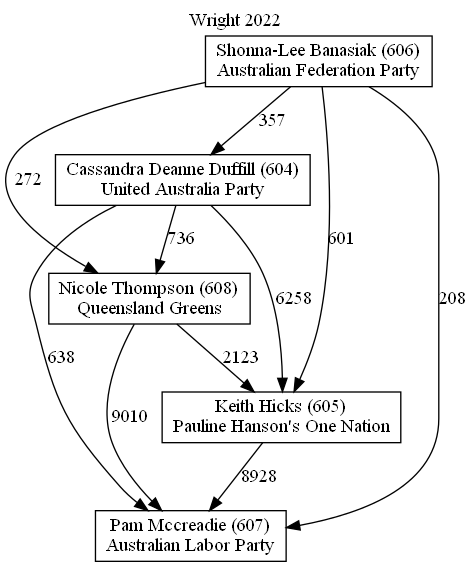 Wright 2022
Shonna-Lee Banasiak (606)
Australian Federation Party
357
Cassandra Deanne Duffill (604)
United Australia Party
272
736
601
Nicole Thompson (608)
Queensland Greens
6258
208
638
2123
9010
Keith Hicks (605)
Pauline Hanson's One Nation
8928
Pam Mccreadie (607)
Australian Labor Party